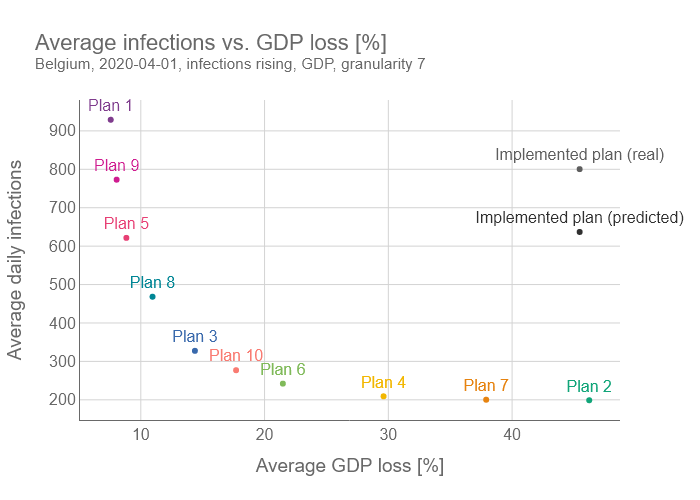 Average infections vs. GDP loss [%]
Belgium, 2020-04-01, infections rising, GDP, granularity 7
Plan 1
900
Implemented plan (real)
Plan 9
800
700
Implemented plan (predicted)
Plan 5
600
500
Plan 8
400
Plan 3
Plan 10
300
Plan 6
Plan 4
Plan 7
Plan 2
200
Average daily infections
10
20
30
40
Average GDP loss [%]